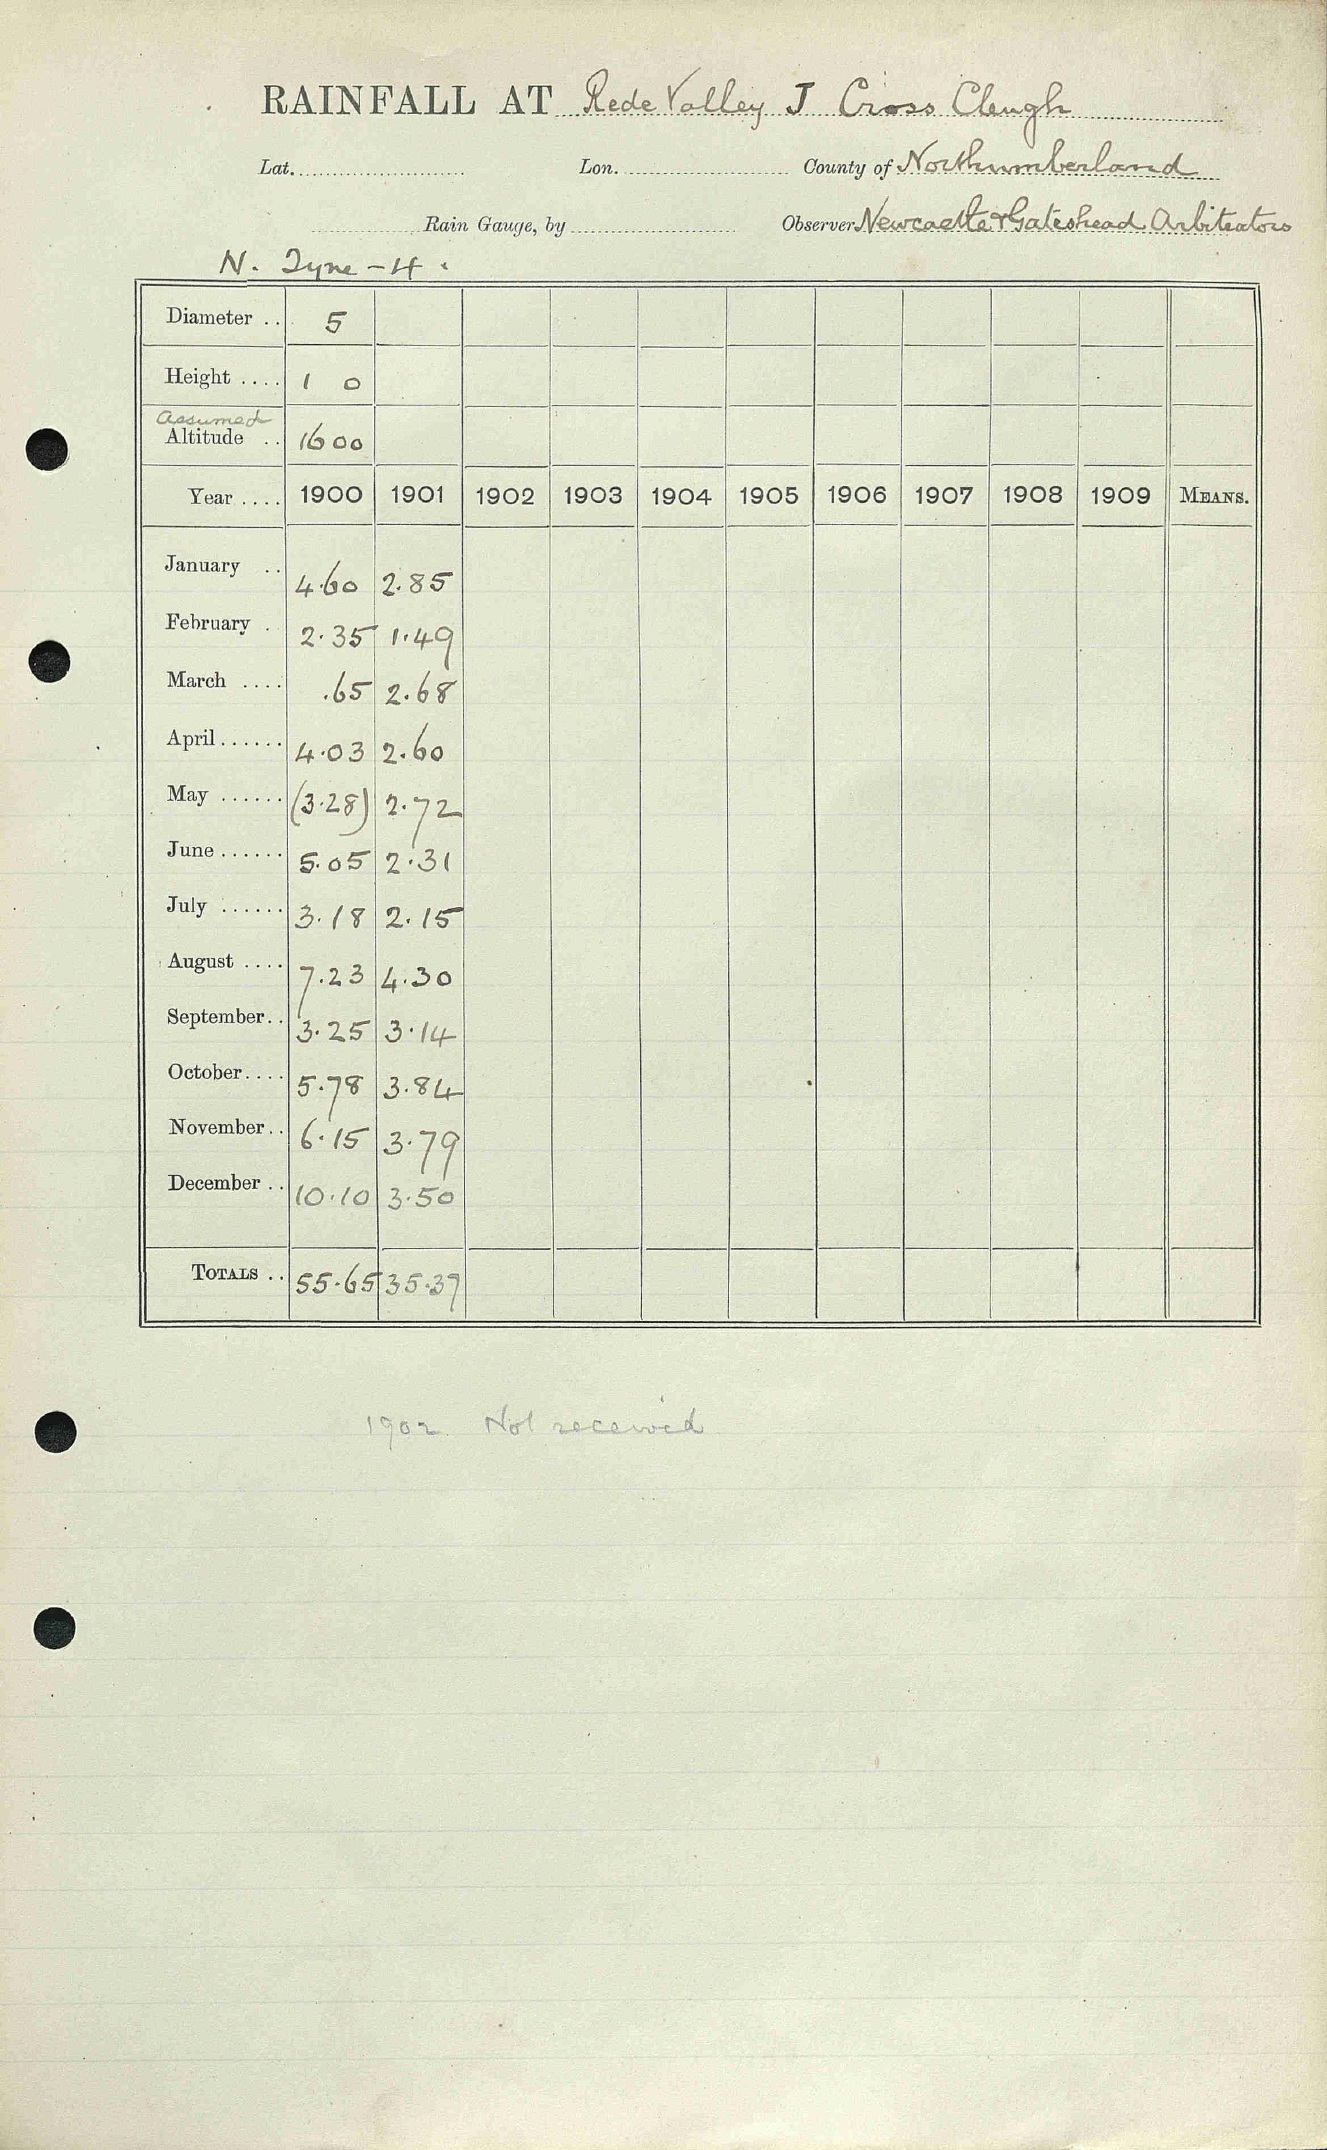 RAINFALL AT Rede Valley J Cross Cleugh
Lat. Lon. County of Northumberland
Rain Gauge, by Observer Newcastle & Gateshead Arbitrators
N. Tyne - 4.
Diameter .. 5
Height .... 1 0
Assumed
Altitude .. 1600
Year .... 1900 1901 1902 1903 1904 1905 1906 1907 1908 1909 MEANS.
January .. 4.60 2.85
February . 2.35 1.49
March .... .65 2.68
April ...... 4.03 2.60
May ...... (3.28) 2.72
June ...... 5.05 2.31
July ...... 3.18 2.15
August .... 7.23 4.30
September.. 3.25 3.14
October.... 5.78 3.84
November.. 6.15 3.79
December .. 10.10 3.50
TOTALS .. 55.65 35.37
1902 Not received